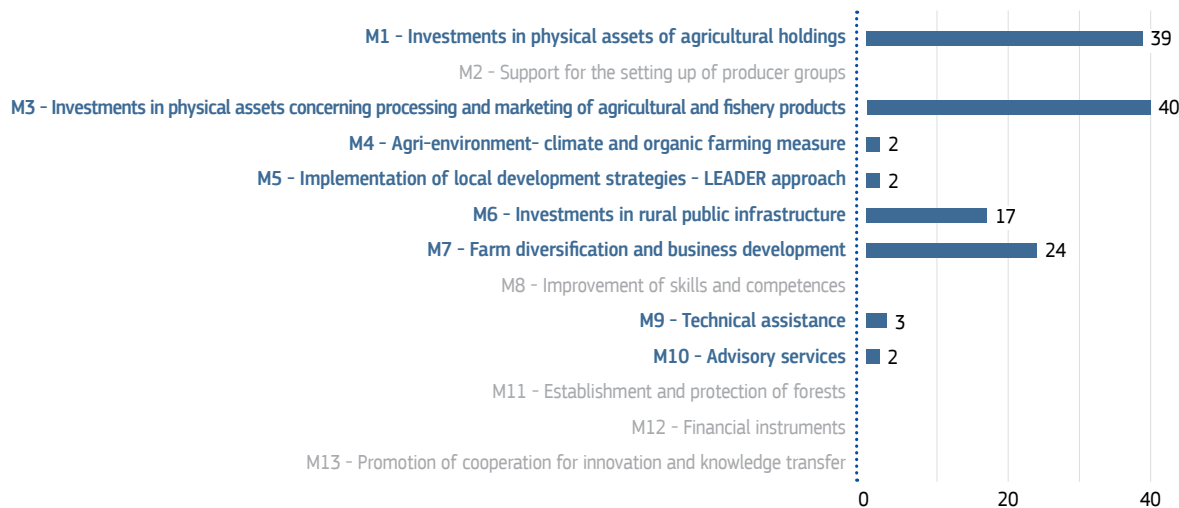 M1 - Investments in physical assets of agricultural holdings 39
M2 - Support for the setting up of producer groups
M3 - Investments in physical assets concerning processing and marketing of agricultural and fishery products 40
M4 - Agri-environment- climate and organic farming measure 2
M5 - Implementation of local development strategies - LEADER approach 2
M6 - Investments in rural public infrastructure 17
M7 - Farm diversification and business development 24
M8 - Improvement of skills and competences
M9 - Technical assistance 3
M10 - Advisory services 2
M11 - Establishment and protection of forests
M12 - Financial instruments
M13 - Promotion of cooperation for innovation and knowledge transfer
0 20 40